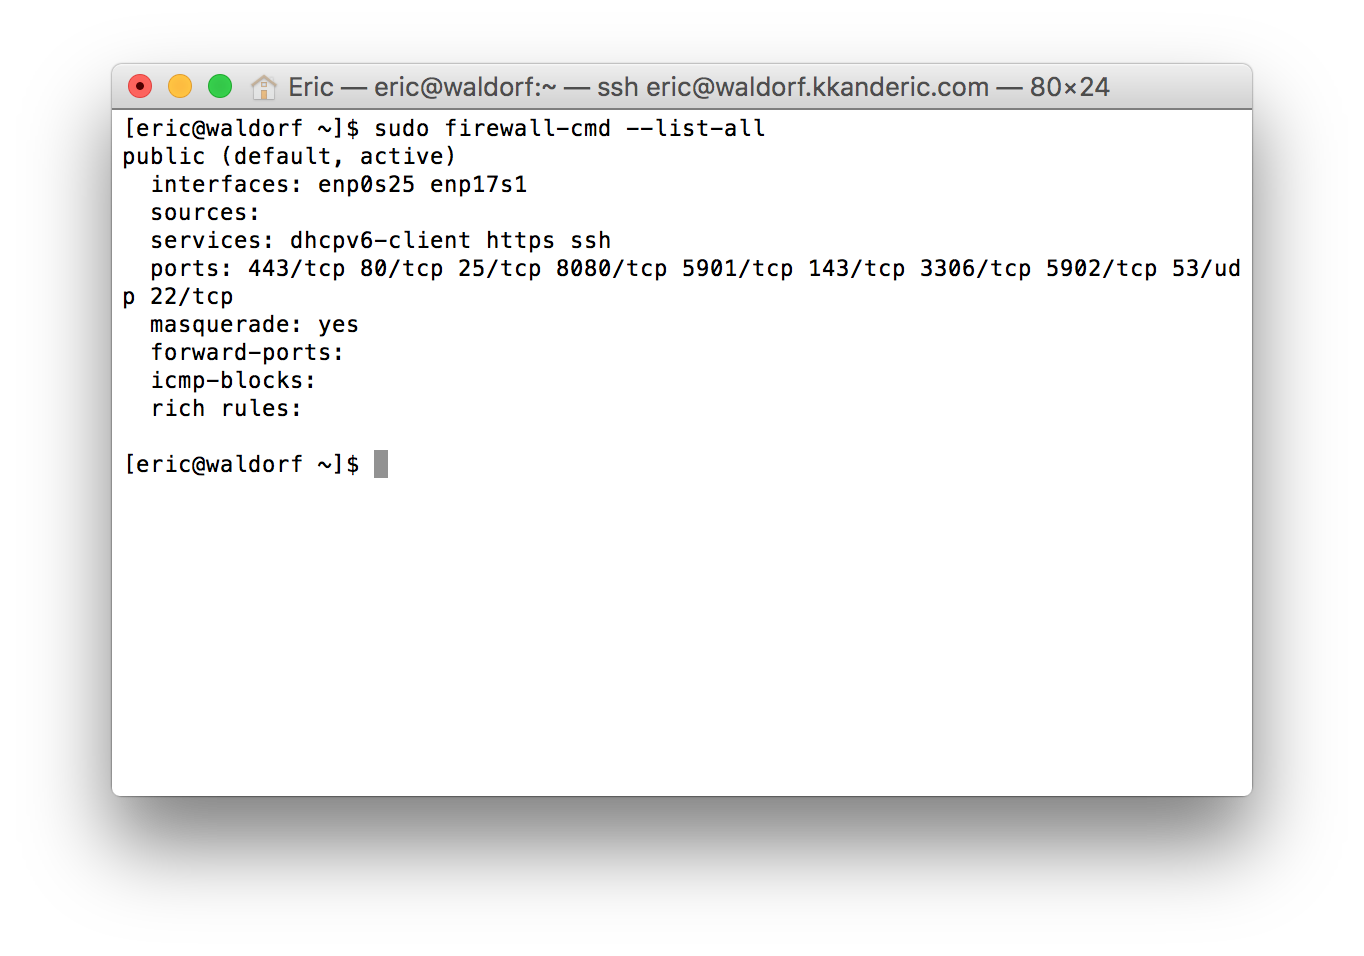 Eric — eric@waldorf:~ — ssh eric@waldorf.kkanderic.com — 80×24
[eric@waldorf ~]$ sudo firewall-cmd --list-all
public (default, active)
  interfaces: enp0s25 enp17s1
  sources:
  services: dhcpv6-client https ssh
  ports: 443/tcp 80/tcp 25/tcp 8080/tcp 5901/tcp 143/tcp 3306/tcp 5902/tcp 53/ud
p 22/tcp
  masquerade: yes
  forward-ports:
  icmp-blocks:
  rich rules:
[eric@waldorf ~]$